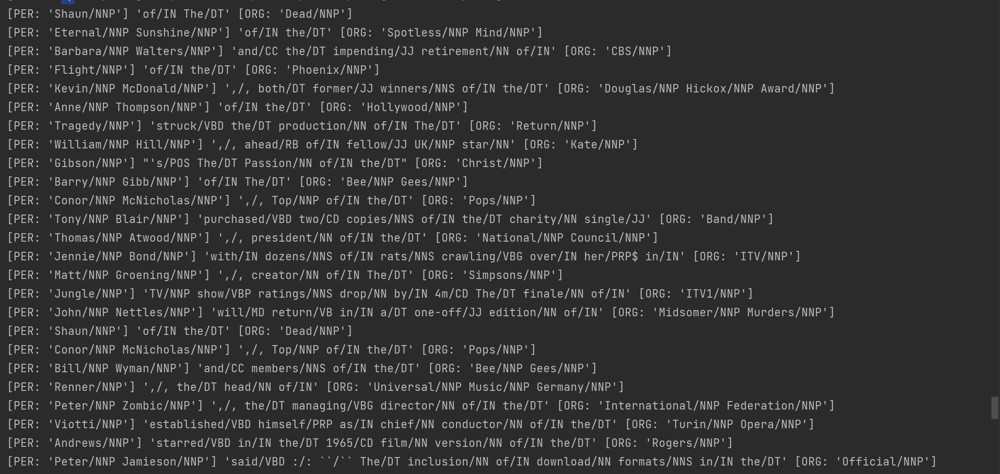 [PER: 'Shaun/NNP'] 'of/IN The/DT' [ORG: 'Dead/NNP']
[PER: 'Eternal/NNP Sunshine/NNP'] 'of/IN the/DT' [ORG: 'Spotless/NNP Mind/NNP']
[PER: 'Barbara/NNP Walters/NNP'] 'and/CC the/DT impending/JJ retirement/NN of/IN' [ORG: 'CBS/NNP']
[PER: 'Flight/NNP'] 'of/IN the/DT' [ORG: 'Phoenix/NNP']
[PER: 'Kevin/NNP McDonald/NNP'] ',/, both/DT former/JJ winners/NNS of/IN the/DT' [ORG: 'Douglas/NNP Hickox/NNP Award/NNP']
[PER: 'Anne/NNP Thompson/NNP'] 'of/IN the/DT' [ORG: 'Hollywood/NNP']
[PER: 'Tragedy/NNP'] 'struck/VBD the/DT production/NN of/IN The/DT' [ORG: 'Return/NNP']
[PER: 'William/NNP Hill/NNP'] ',/, ahead/RB of/IN fellow/JJ UK/NNP star/NN' [ORG: 'Kate/NNP']
[PER: 'Gibson/NNP'] "'s/POS The/DT Passion/NN of/IN the/DT" [ORG: 'Christ/NNP']
[PER: 'Barry/NNP Gibb/NNP'] 'of/IN The/DT' [ORG: 'Bee/NNP Gees/NNP']
[PER: 'Conor/NNP McNicholas/NNP'] ',/, Top/NNP of/IN the/DT' [ORG: 'Pops/NNP']
[PER: 'Tony/NNP Blair/NNP'] 'purchased/VBD two/CD copies/NNS of/IN the/DT charity/NN single/JJ' [ORG: 'Band/NNP']
[PER: 'Thomas/NNP Atwood/NNP'] ',/, president/NN of/IN the/DT' [ORG: 'National/NNP Council/NNP']
[PER: 'Jennie/NNP Bond/NNP'] 'with/IN dozens/NNS of/IN rats/NNS crawling/VBG over/IN her/PRP$ in/IN' [ORG: 'ITV/NNP']
[PER: 'Matt/NNP Groening/NNP'] ',/, creator/NN of/IN The/DT' [ORG: 'Simpsons/NNP']
[PER: 'Jungle/NNP'] 'TV/NNP show/VBP ratings/NNS drop/NN by/IN 4m/CD The/DT finale/NN of/IN' [ORG: 'ITV1/NNP']
[PER: 'John/NNP Nettles/NNP'] 'will/MD return/VB in/IN a/DT one-off/JJ edition/NN of/IN' [ORG: 'Midsomer/NNP Murders/NNP']
[PER: 'Shaun/NNP'] 'of/IN the/DT' [ORG: 'Dead/NNP']
[PER: 'Conor/NNP McNicholas/NNP'] ',/, Top/NNP of/IN the/DT' [ORG: 'Pops/NNP']
[PER: 'Bill/NNP Wyman/NNP'] 'and/CC members/NNS of/IN the/DT' [ORG: 'Bee/NNP Gees/NNP']
[PER: 'Renner/NNP'] ',/, the/DT head/NN of/IN' [ORG: 'Universal/NNP Music/NNP Germany/NNP']
[PER: 'Peter/NNP Zombic/NNP'] ',/, the/DT managing/VBG director/NN of/IN the/DT' [ORG: 'International/NNP Federation/NNP']
[PER: 'Viotti/NNP'] 'established/VBD himself/PRP as/IN chief/NN conductor/NN of/IN the/DT' [ORG: 'Turin/NNP Opera/NNP']
[PER: 'Andrews/NNP'] 'starred/VBD in/IN the/DT 1965/CD film/NN version/NN of/IN the/DT' [ORG: 'Rogers/NNP']
[PER: 'Peter/NNP Jamieson/NNP'] 'said/VBD :/: ``/`` The/DT inclusion/NN of/IN download/NN formats/NNS in/IN the/DT' [ORG: 'Official/NNP']